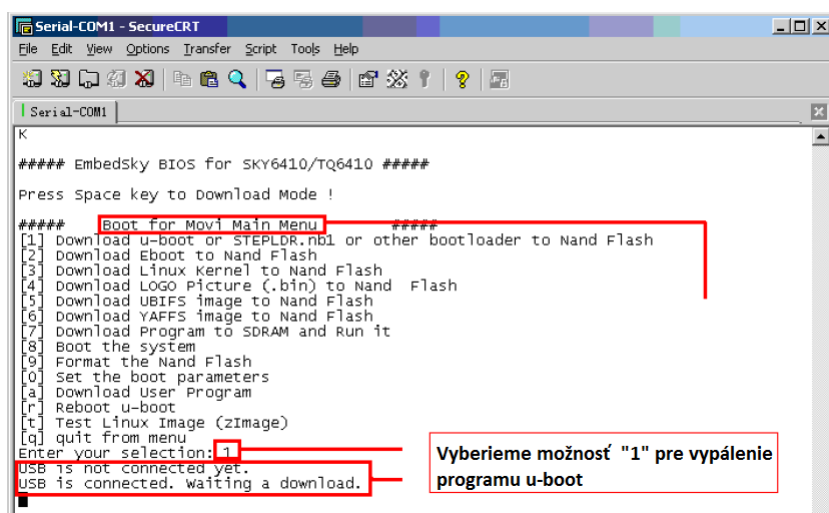 Serial-COM1 - SecureCRT
File Edit View Options Transfer Script Tools Help
Serial-COM1
K
##### EmbedSky BIOS for SKY6410/TQ6410 #####
Press Space key to Download Mode !
##### Boot for Movi Main Menu #####
[1] Download u-boot or STEPLDR.nb1 or other bootloader to Nand Flash
[2] Download Eboot to Nand Flash
[3] Download Linux Kernel to Nand Flash
[4] Download LOGO Picture (.bin) to Nand Flash
[5] Download UBIFS image to Nand Flash
[6] Download YAFFS image to Nand Flash
[7] Download Program to SDRAM and Run it
[8] Boot the system
[9] Format the Nand Flash
[0] Set the boot parameters
[a] Download User Program
[r] Reboot u-boot
[t] Test Linux Image (zImage)
[q] quit from menu
Enter your selection: 1
USB is not connected yet.
USB is connected. Waiting a download.
Vyberieme možnosť "1" pre vypálenie
programu u-boot